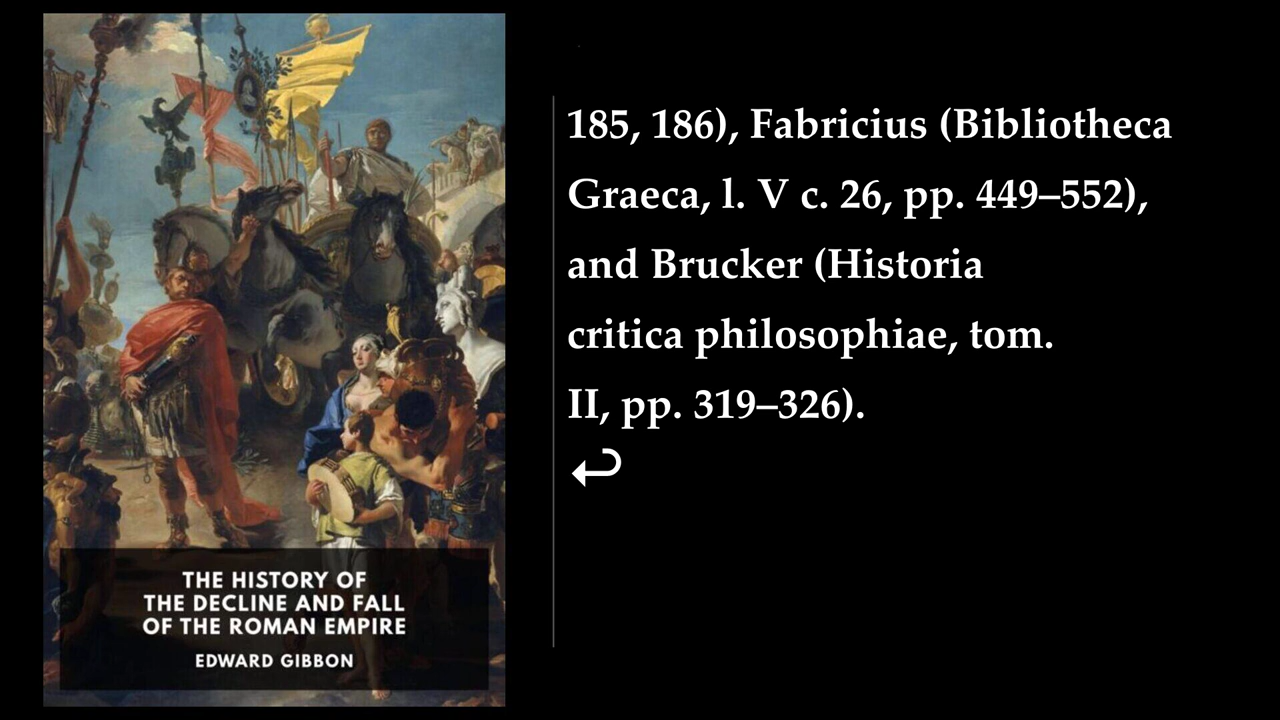 185, 186), Fabricius (Bibliotheca
Graeca, l. V c. 26, pp. 449–552),
and Brucker (Historia
critica philosophiae, tom.
II, pp. 319–326).
↩
THE HISTORY OF
THE DECLINE AND FALL
OF THE ROMAN EMPIRE
EDWARD GIBBON